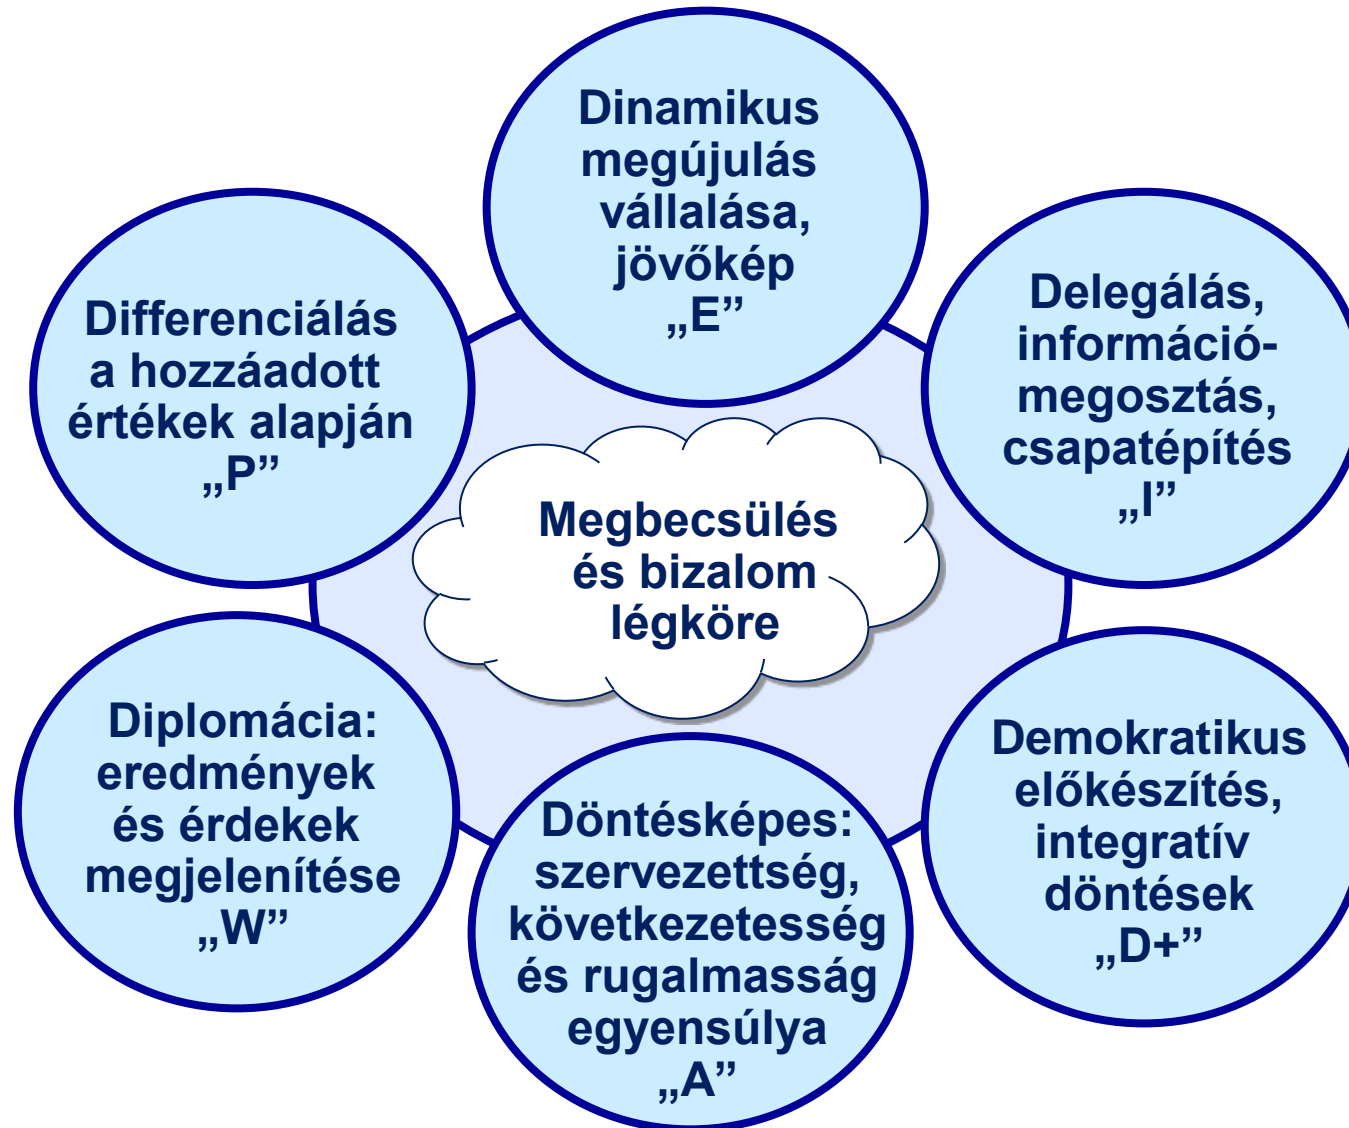 Dinamikus
megújulás
vállalása,
jövőkép
„E”
Differenciálás
a hozzáadott
értékek alapján
„P”
Delegálás,
információ-
megosztás,
csapatépítés
„I”
Megbecsülés
és bizalom
légköre
Diplomácia:
eredmények
és érdekek
megjelenítése
„W”
Döntésképes:
szervezettség,
következetesség
és rugalmasság
egyensúlya
„A”
Demokratikus
előkészítés,
integratív
döntések
„D+”